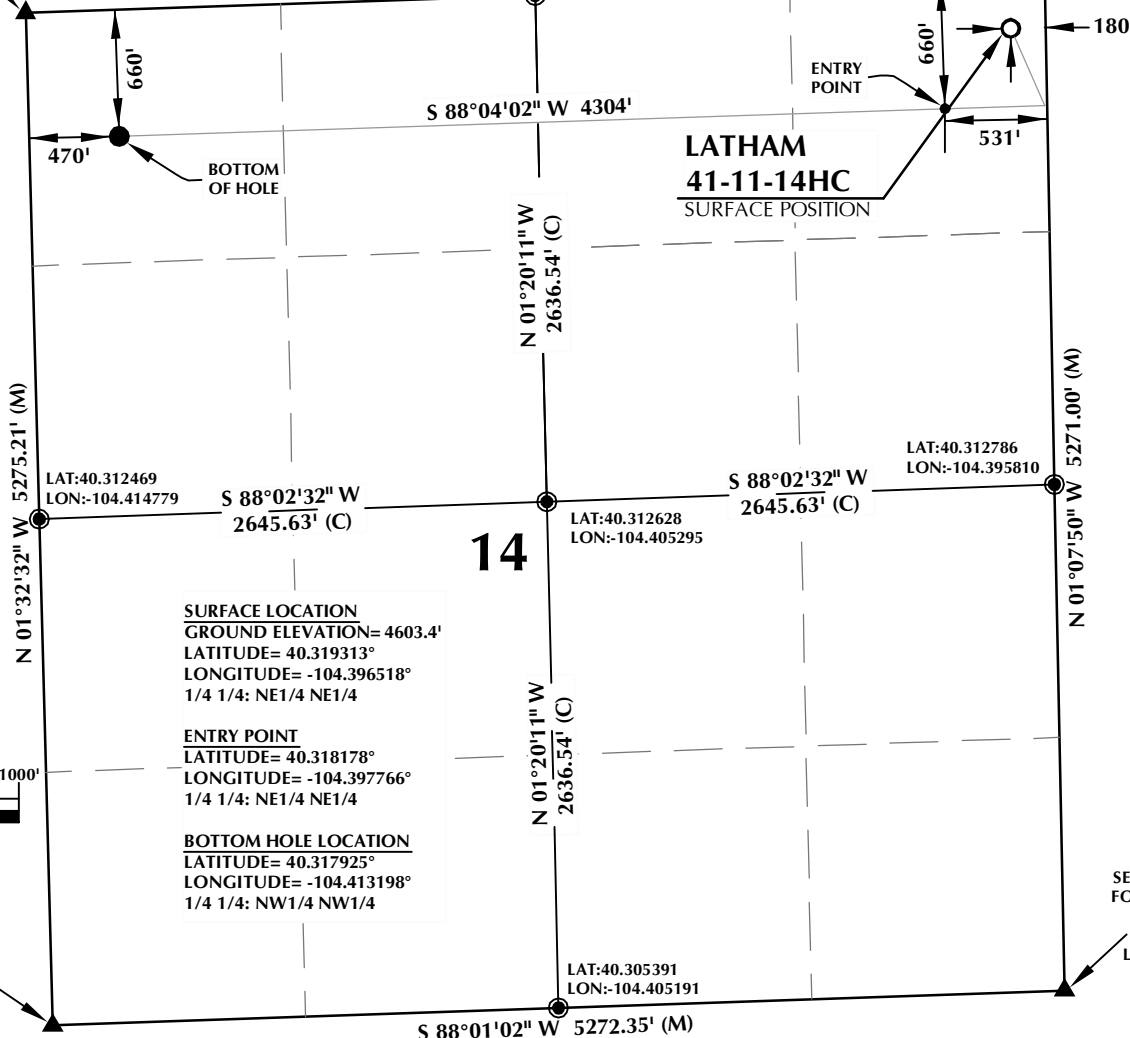 660'
180
660'
ENTRY
POINT
S 88°04'02" W 4304'
531'
470'
BOTTOM
OF HOLE
LATHAM
41-11-14HC
SURFACE POSITION
N 01°20'11" W
2636.54' (C)
N 01°32'32" W 5275.21' (M)
N 01°07'50" W 5271.00' (M)
LAT:40.312469
LON:-104.414779
S 88°02'32" W
2645.63' (C)
LAT:40.312786
LON:-104.395810
S 88°02'32" W
2645.63' (C)
LAT:40.312628
LON:-104.405295
14
SURFACE LOCATION
GROUND ELEVATION= 4603.4'
LATITUDE= 40.319313°
LONGITUDE= -104.396518°
1/4 1/4: NE1/4 NE1/4
ENTRY POINT
LATITUDE= 40.318178°
LONGITUDE= -104.397766°
1/4 1/4: NE1/4 NE1/4
BOTTOM HOLE LOCATION
LATITUDE= 40.317925°
LONGITUDE= -104.413198°
1/4 1/4: NW1/4 NW1/4
N 01°20'11" W
2636.54' (C)
1000'
SE
FO
L
LAT:40.305391
LON:-104.405191
S 88°01'02" W 5272.35' (M)